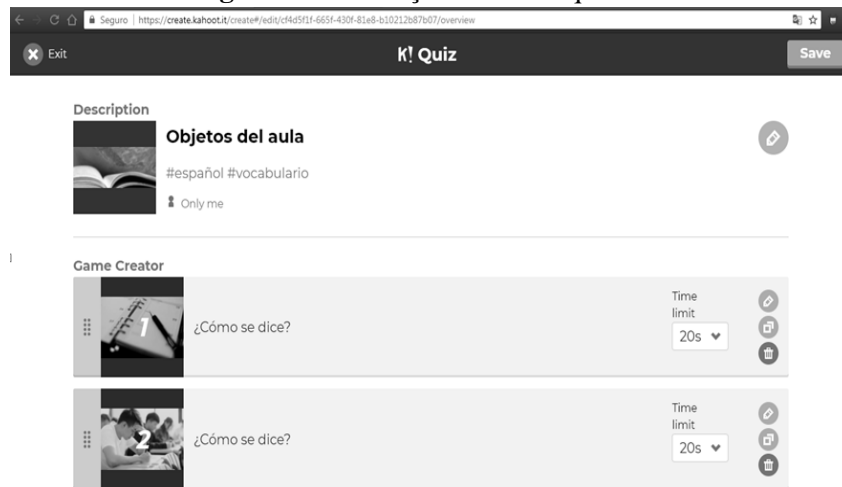 Seguro | https://create.kahoot.it/create#/edit/cf4d5f1f-665f-430f-81e8-b10212b87b07/overview
Exit
K! Quiz
Save
Description
Objetos del aula
#español #vocabulario
Only me
Game Creator
1
¿Cómo se dice?
Time
limit
20s
2
¿Cómo se dice?
Time
limit
20s